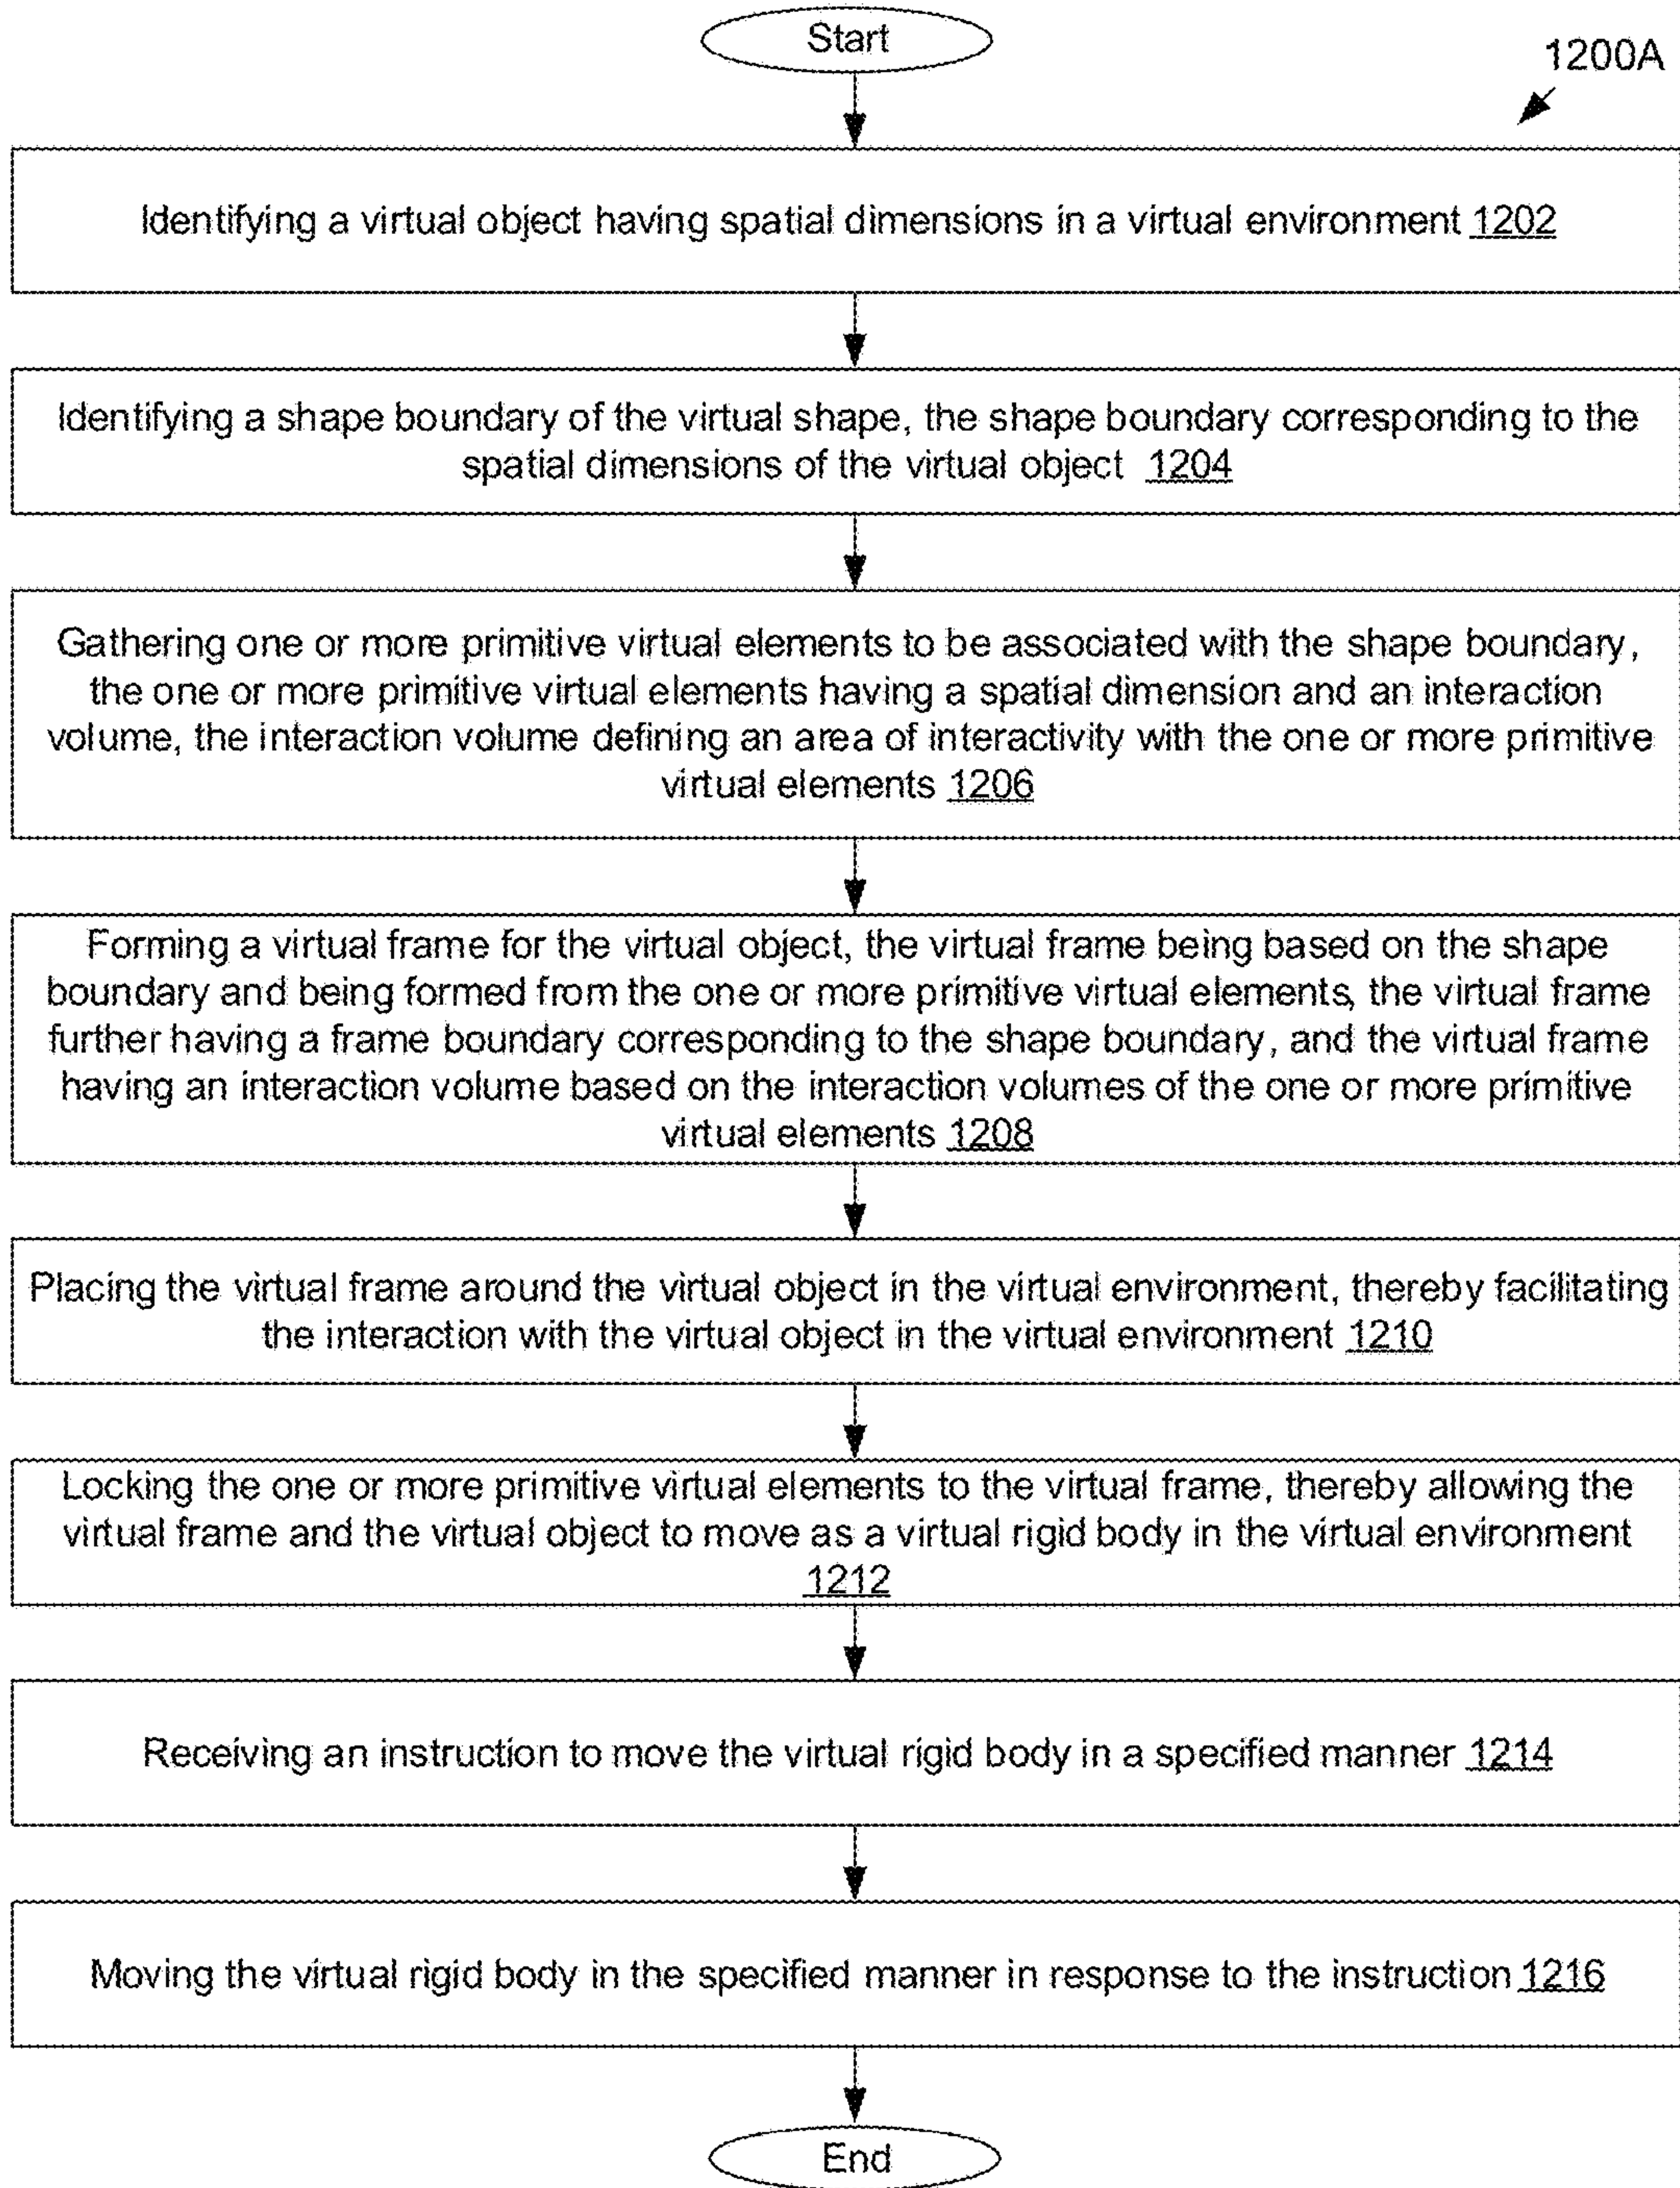 Start
1200A
Identifying a virtual object having spatial dimensions in a virtual environment 1202
Identifying a shape boundary of the virtual shape, the shape boundary corresponding to the
spatial dimensions of the virtual object 1204
Gathering one or more primitive virtual elements to be associated with the shape boundary,
the one or more primitive virtual elements having a spatial dimension and an interaction
volume, the interaction volume defining an area of interactivity with the one or more primitive
virtual elements 1206
Forming a virtual frame for the virtual object, the virtual frame being based on the shape
boundary and being formed from the one or more primitive virtual elements, the virtual frame
further having a frame boundary corresponding to the shape boundary, and the virtual frame
having an interaction volume based on the interaction volumes of the one or more primitive
virtual elements 1208
Placing the virtual frame around the virtual object in the virtual environment, thereby facilitating
the interaction with the virtual object in the virtual environment 1210
Locking the one or more primitive virtual elements to the virtual frame, thereby allowing the
virtual frame and the virtual object to move as a virtual rigid body in the virtual environment
1212
Receiving an instruction to move the virtual rigid body in a specified manner 1214
Moving the virtual rigid body in the specified manner in response to the instruction 1216
End